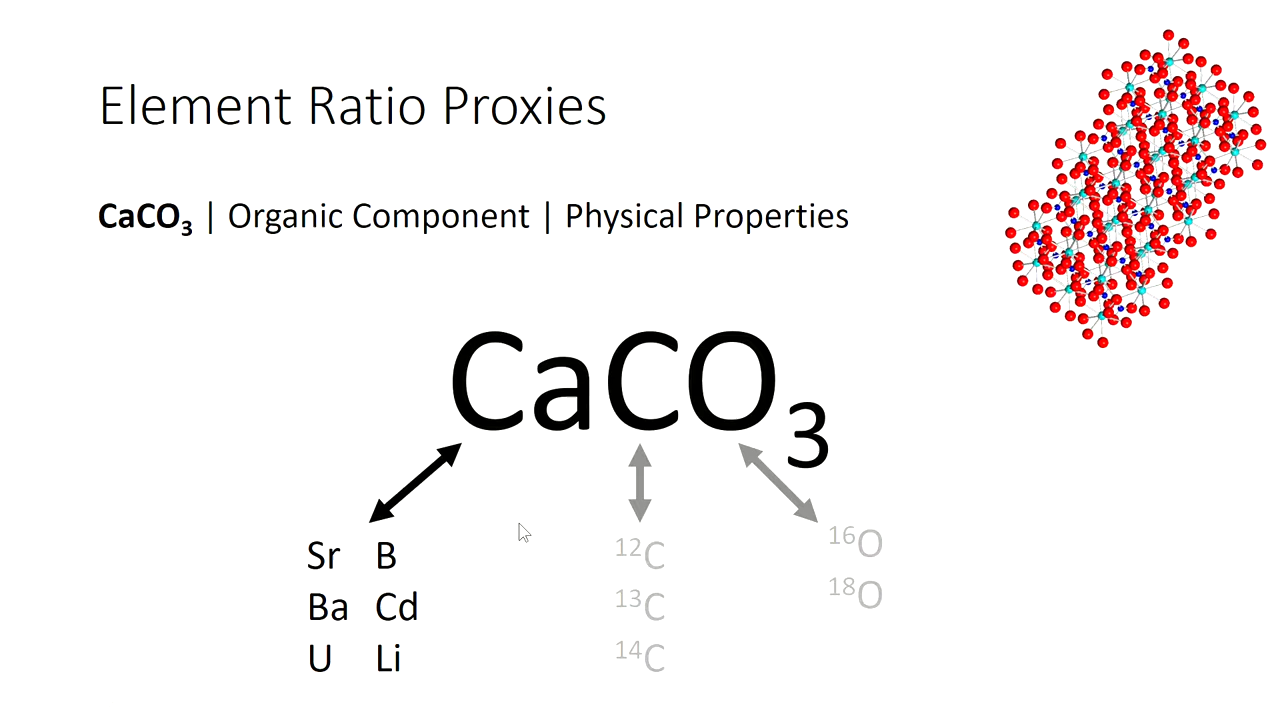 Element Ratio Proxies
CaCO₃ | Organic Component | Physical Properties
CaCO₃
Sr B
Ba Cd
U Li
¹²C
¹³C
¹⁴C
¹⁶O
¹⁸O